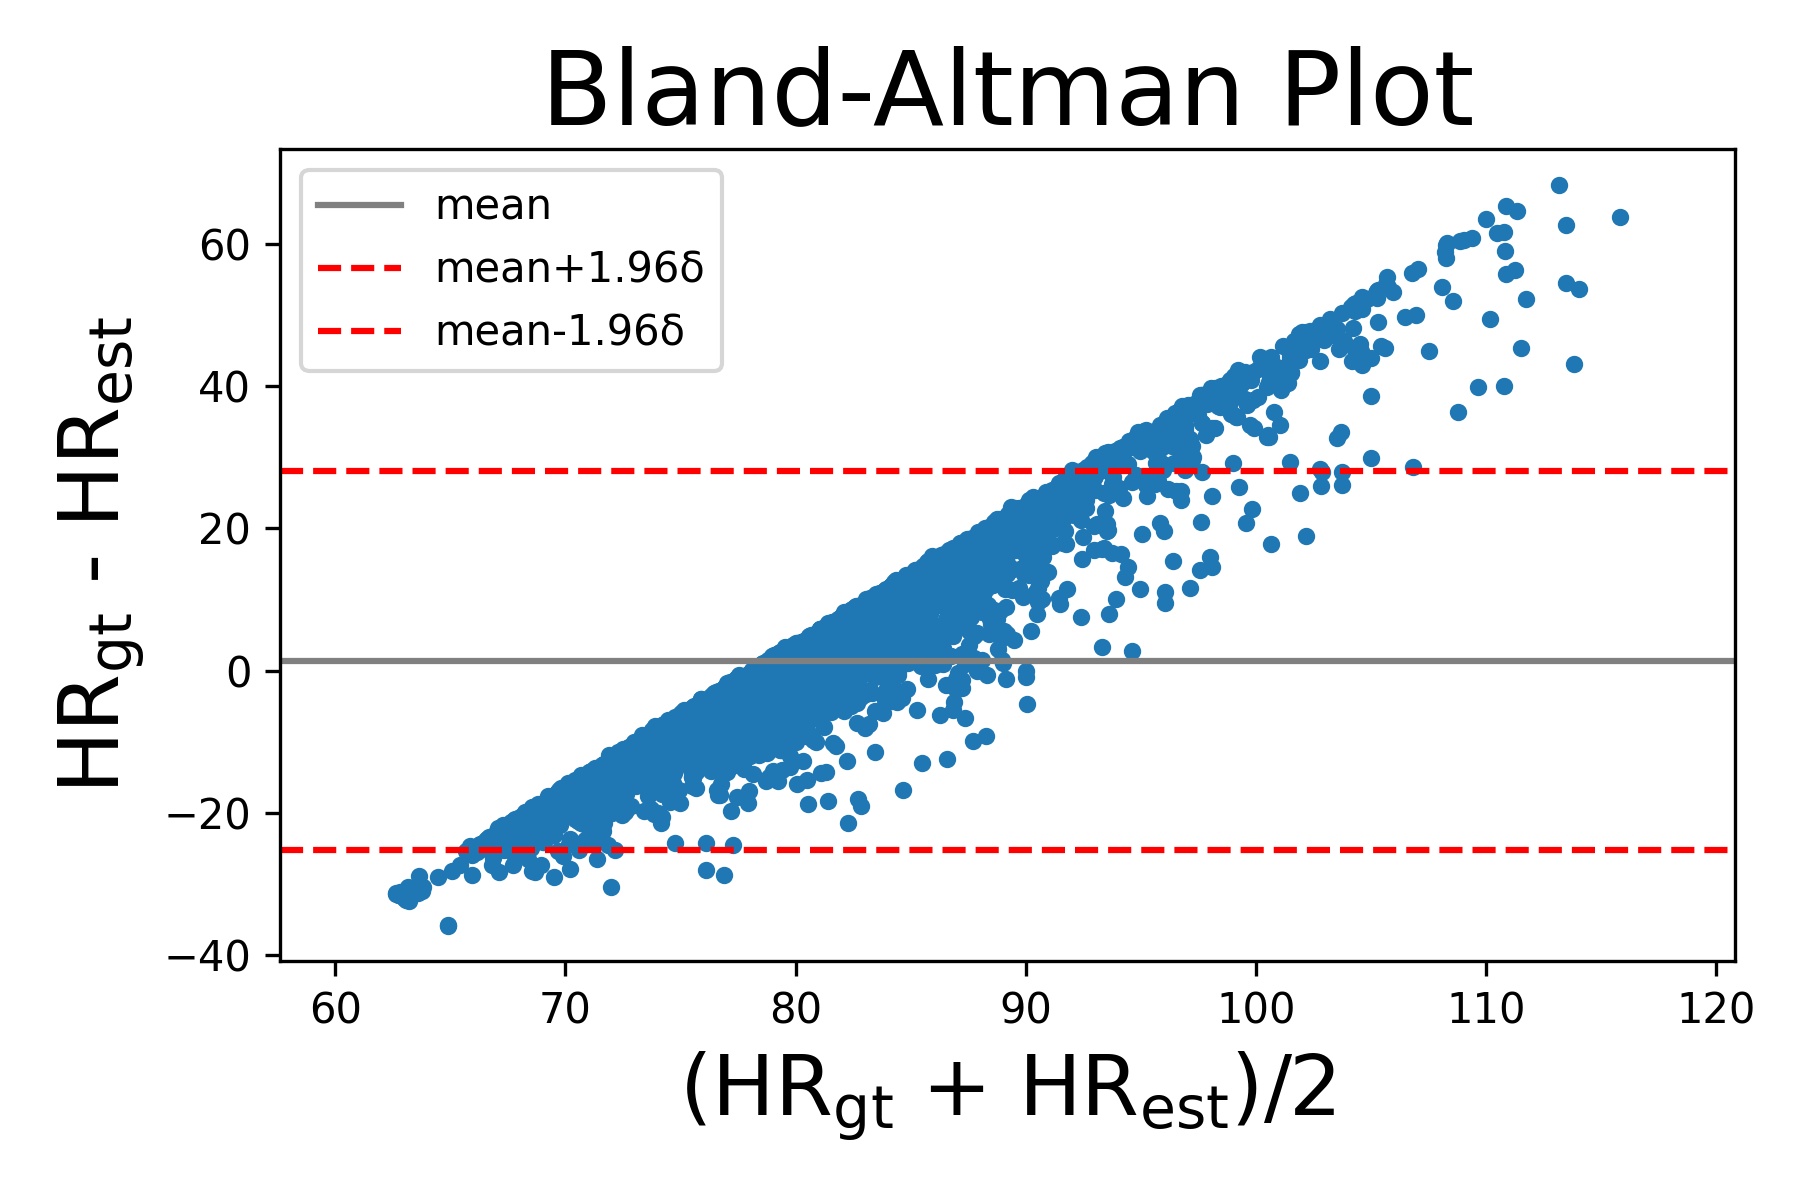 Bland-Altman Plot
mean
mean+1.96δ
mean-1.96δ
HRgt - HRest
60
40
20
0
−20
−40
60 70 80 90 100 110 120
(HRgt + HRest)/2